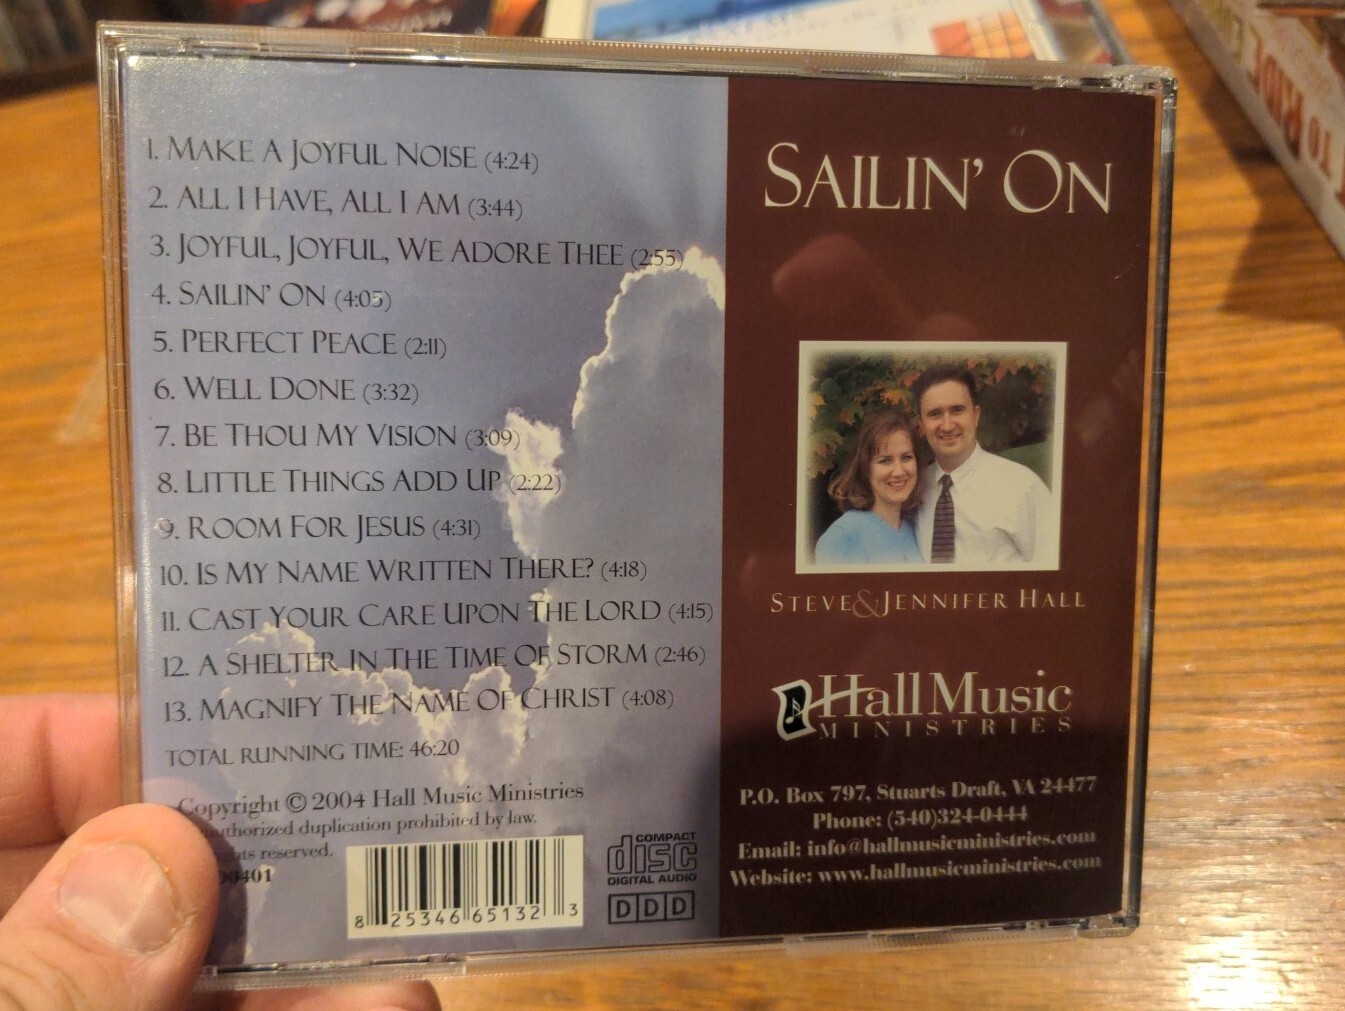 1. MAKE A JOYFUL NOISE (4:24)
2. ALL I HAVE, ALL I AM (3:44)
3. JOYFUL, JOYFUL, WE ADORE THEE (2:55)
4. SAILIN' ON (4:05)
5. PERFECT PEACE (2:11)
6. WELL DONE (3:32)
7. BE THOU MY VISION (3:09)
8. LITTLE THINGS ADD UP (2:22)
9. ROOM FOR JESUS (4:31)
10. IS MY NAME WRITTEN THERE? (4:18)
11. CAST YOUR CARE UPON THE LORD (4:15)
12. A SHELTER IN THE TIME OF STORM (2:46)
13. MAGNIFY THE NAME OF CHRIST (4:08)
TOTAL RUNNING TIME: 46:20
Copyright © 2004 Hall Music Ministries
duplication prohibited by law.
reserved.
8 25346 65132 3
COMPACT
disc
DIGITAL AUDIO
DDD
SAILIN' ON
STEVE & JENNIFER HALL
Hall Music
MINISTRIES
P.O. Box 797, Stuarts Draft, VA 24477
Phone: (540)324-0444
Email: info@hallmusicministries.com
Website: www.hallmusicministries.com
TO RIDE